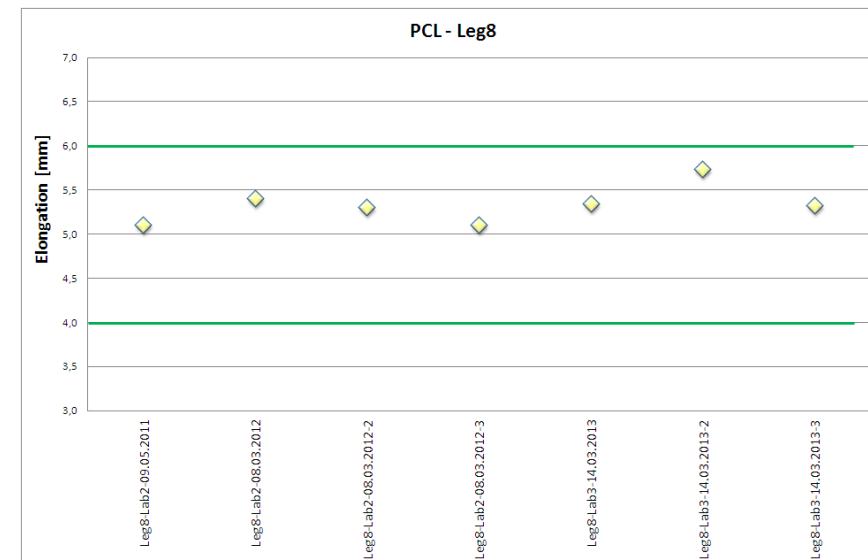 PCL - Leg8
Elongation [mm]
7,0
6,5
6,0
5,5
5,0
4,5
4,0
3,5
3,0
Leg8-Lab2-09.05.2011
Leg8-Lab2-08.03.2012
Leg8-Lab2-08.03.2012-2
Leg8-Lab2-08.03.2012-3
Leg8-Lab3-14.03.2013
Leg8-Lab3-14.03.2013-2
Leg8-Lab3-14.03.2013-3